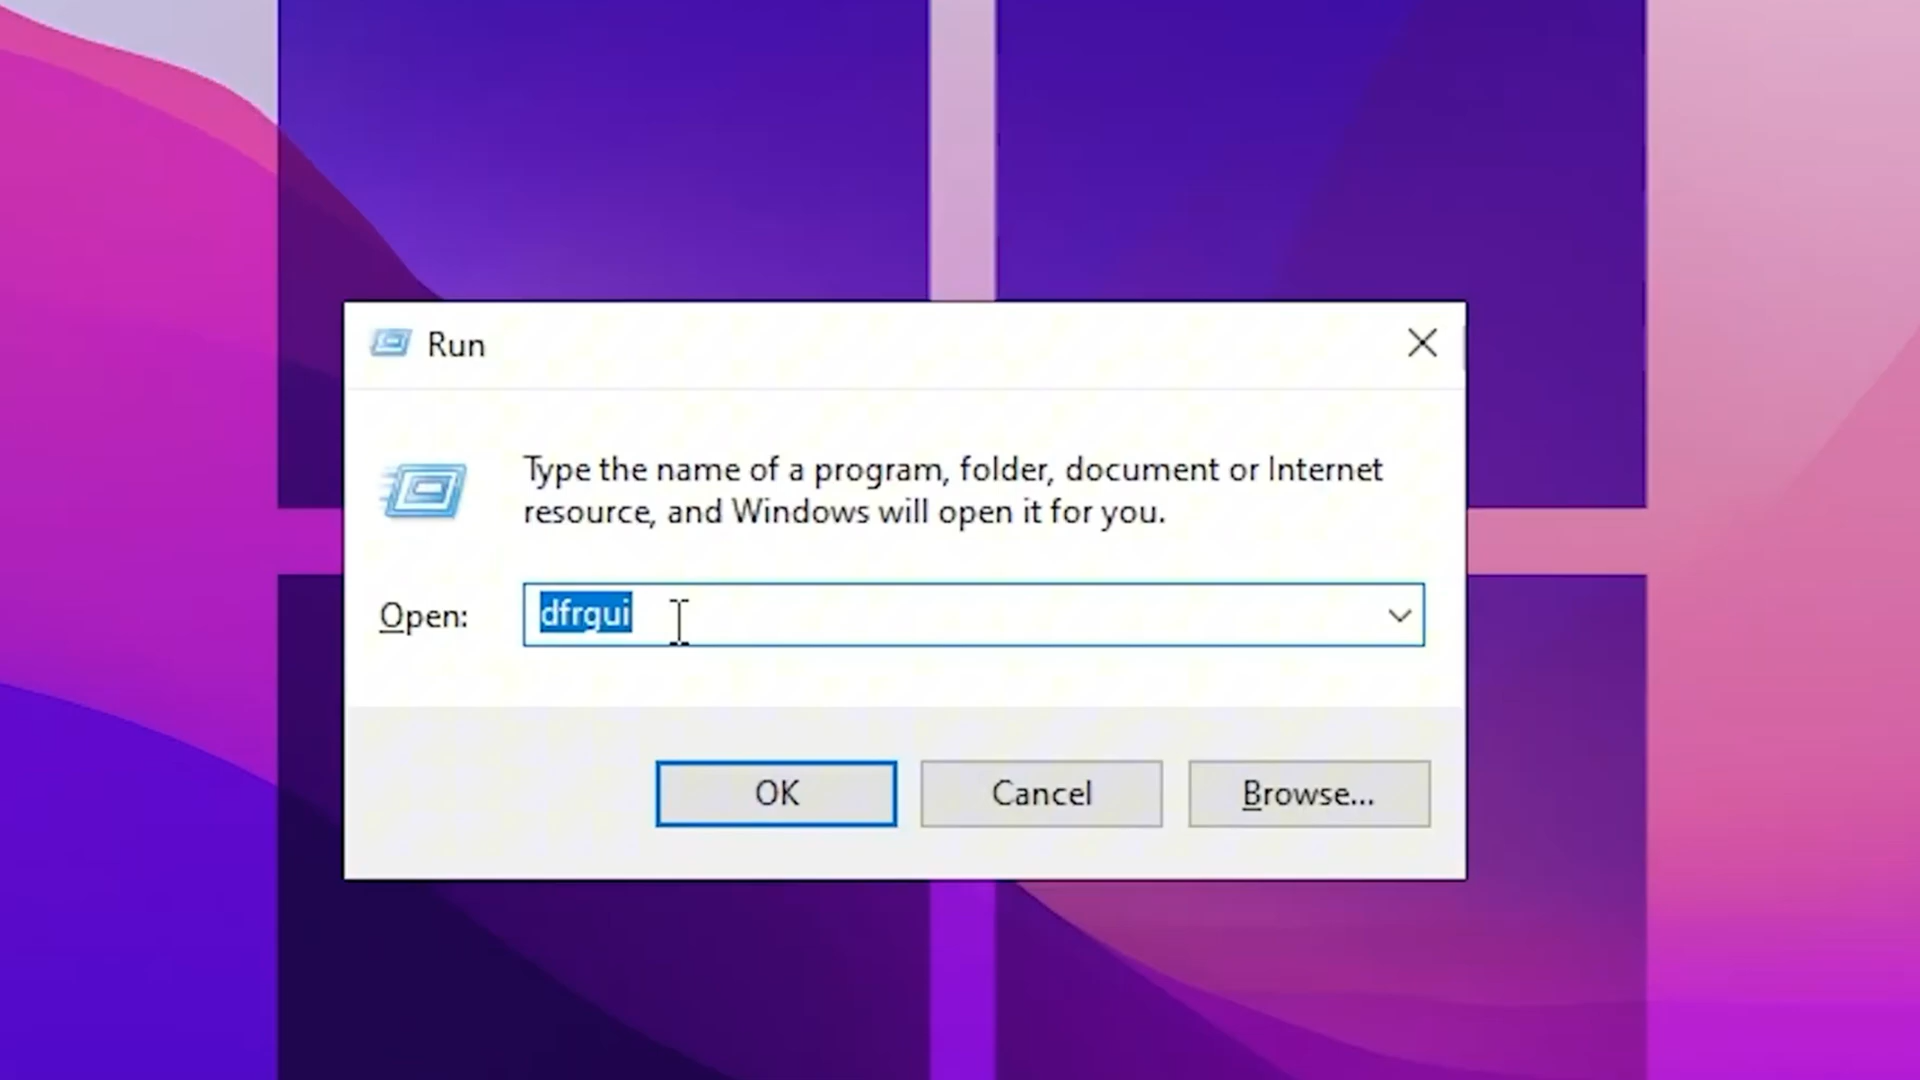 Run
Type the name of a program, folder, document or Internet
resource, and Windows will open it for you.
Open: dfrgui
OK Cancel Browse...